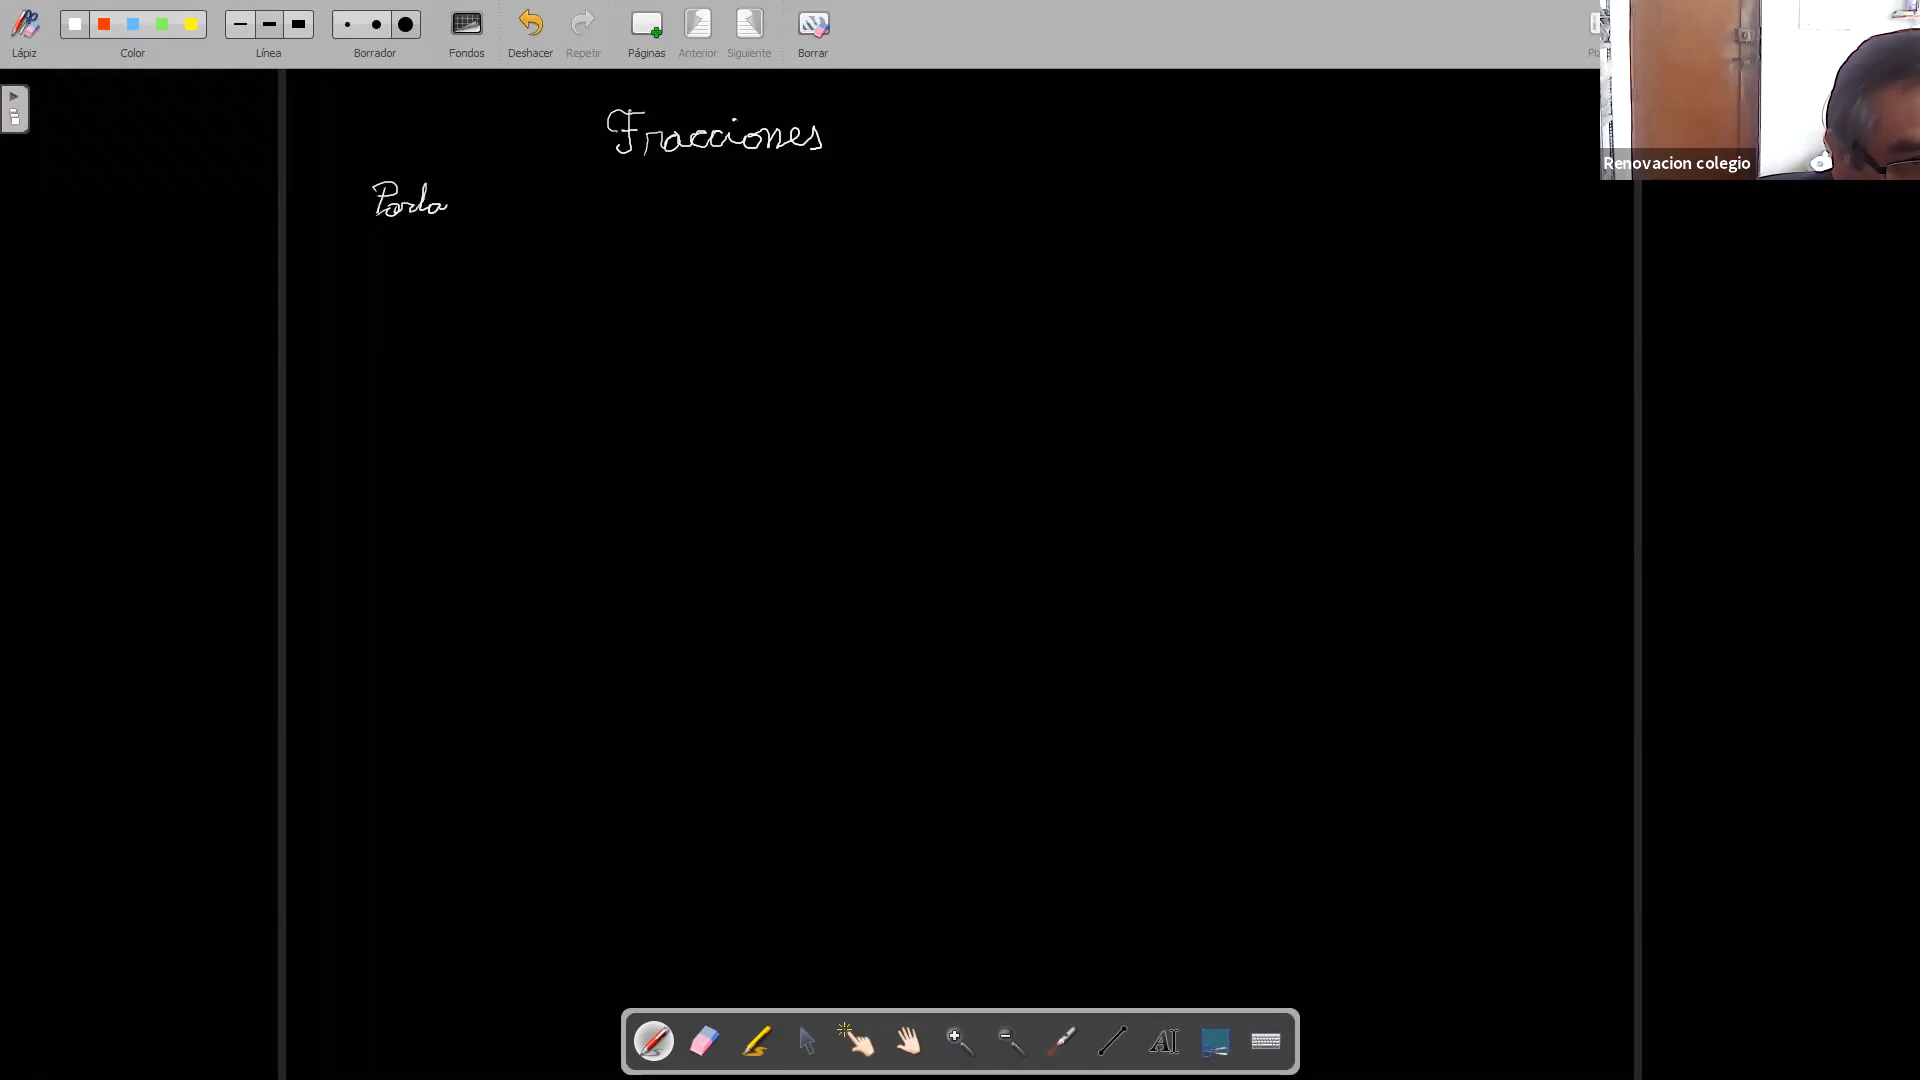 Lápiz Color Línea Borrador Fondos Deshacer Repetir Páginas Anterior Siguiente Borrar
Fracciones
Renovacion colegio